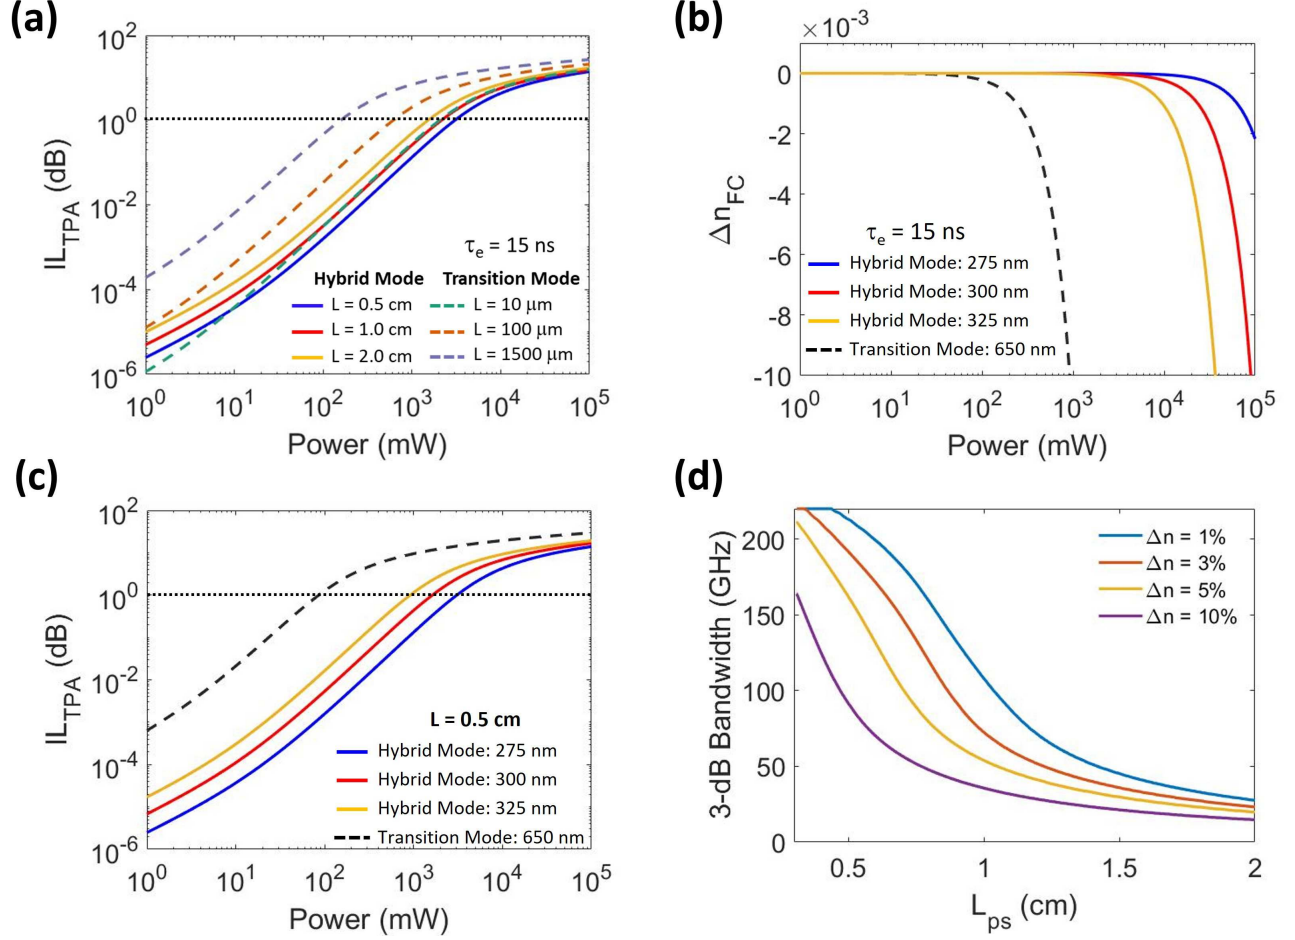 (a)
10² 
10⁰
10⁻²
10⁻⁴
10⁻⁶
IL_TPA (dB)
τₑ = 15 ns
Hybrid Mode Transition Mode
L = 0.5 cm L = 10 μm
L = 1.0 cm L = 100 μm
L = 2.0 cm L = 1500 μm
10⁰ 10¹ 10² 10³ 10⁴ 10⁵
Power (mW)
(b)
×10⁻³
0
-2
-4
-6
-8
-10
Δn_FC
τₑ = 15 ns
Hybrid Mode: 275 nm
Hybrid Mode: 300 nm
Hybrid Mode: 325 nm
Transition Mode: 650 nm
10⁰ 10¹ 10² 10³ 10⁴ 10⁵
Power (mW)
(c)
10²
10⁰
10⁻²
10⁻⁴
10⁻⁶
IL_TPA (dB)
L = 0.5 cm
Hybrid Mode: 275 nm
Hybrid Mode: 300 nm
Hybrid Mode: 325 nm
Transition Mode: 650 nm
10⁰ 10¹ 10² 10³ 10⁴ 10⁵
Power (mW)
(d)
200
150
100
50
0
3-dB Bandwidth (GHz)
Δn = 1%
Δn = 3%
Δn = 5%
Δn = 10%
0.5 1 1.5 2
L_ps (cm)